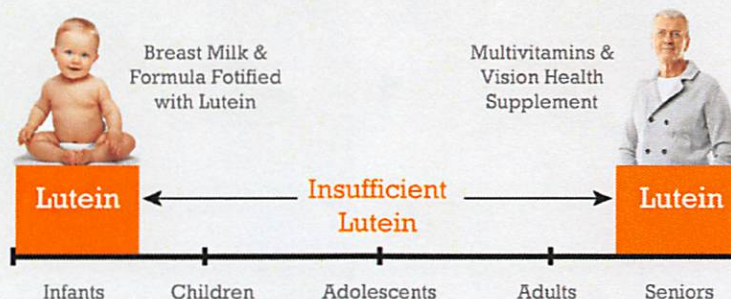 Breast Milk &
Formula Fotified
with Lutein
Multivitamins &
Vision Health
Supplement
Lutein
Insufficient
Lutein
Lutein
Infants
Children
Adolescents
Adults
Seniors